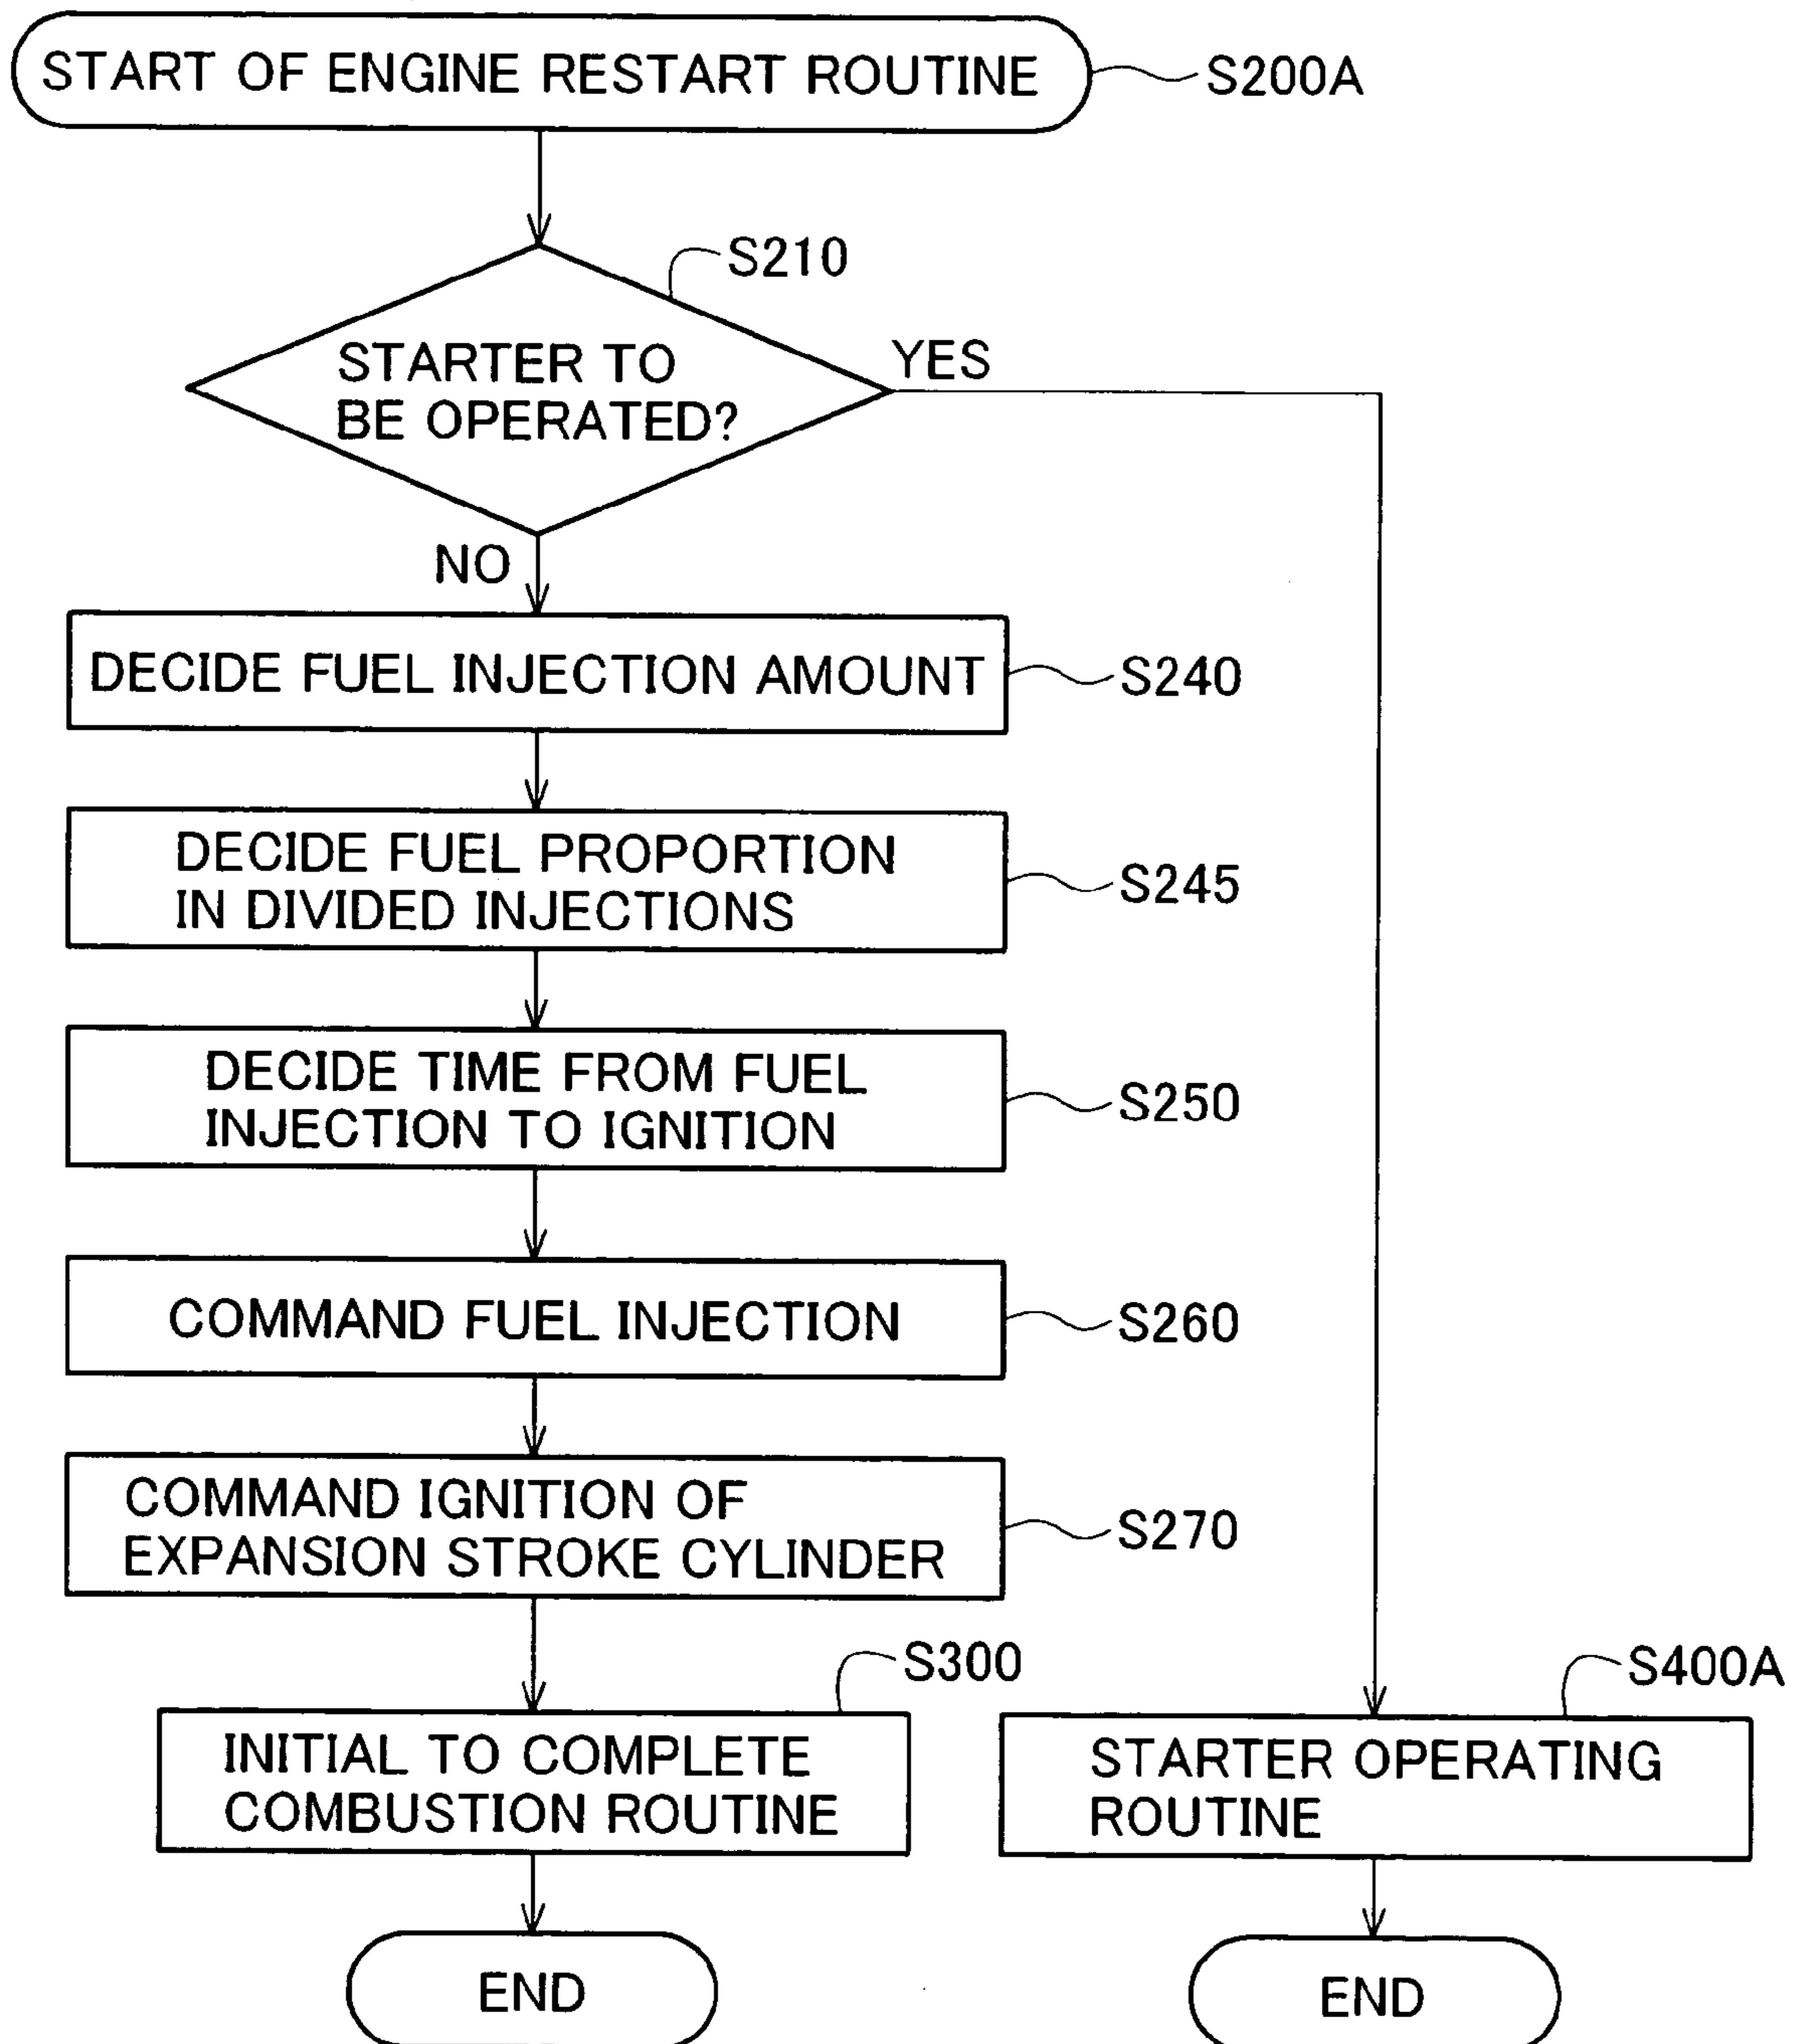 START OF ENGINE RESTART ROUTINE
S200A
S210
STARTER TO
BE OPERATED?
YES
NO
DECIDE FUEL INJECTION AMOUNT
S240
DECIDE FUEL PROPORTION
IN DIVIDED INJECTIONS
S245
DECIDE TIME FROM FUEL
INJECTION TO IGNITION
S250
COMMAND FUEL INJECTION
S260
COMMAND IGNITION OF
EXPANSION STROKE CYLINDER
S270
S300
INITIAL TO COMPLETE
COMBUSTION ROUTINE
S400A
STARTER OPERATING
ROUTINE
END
END